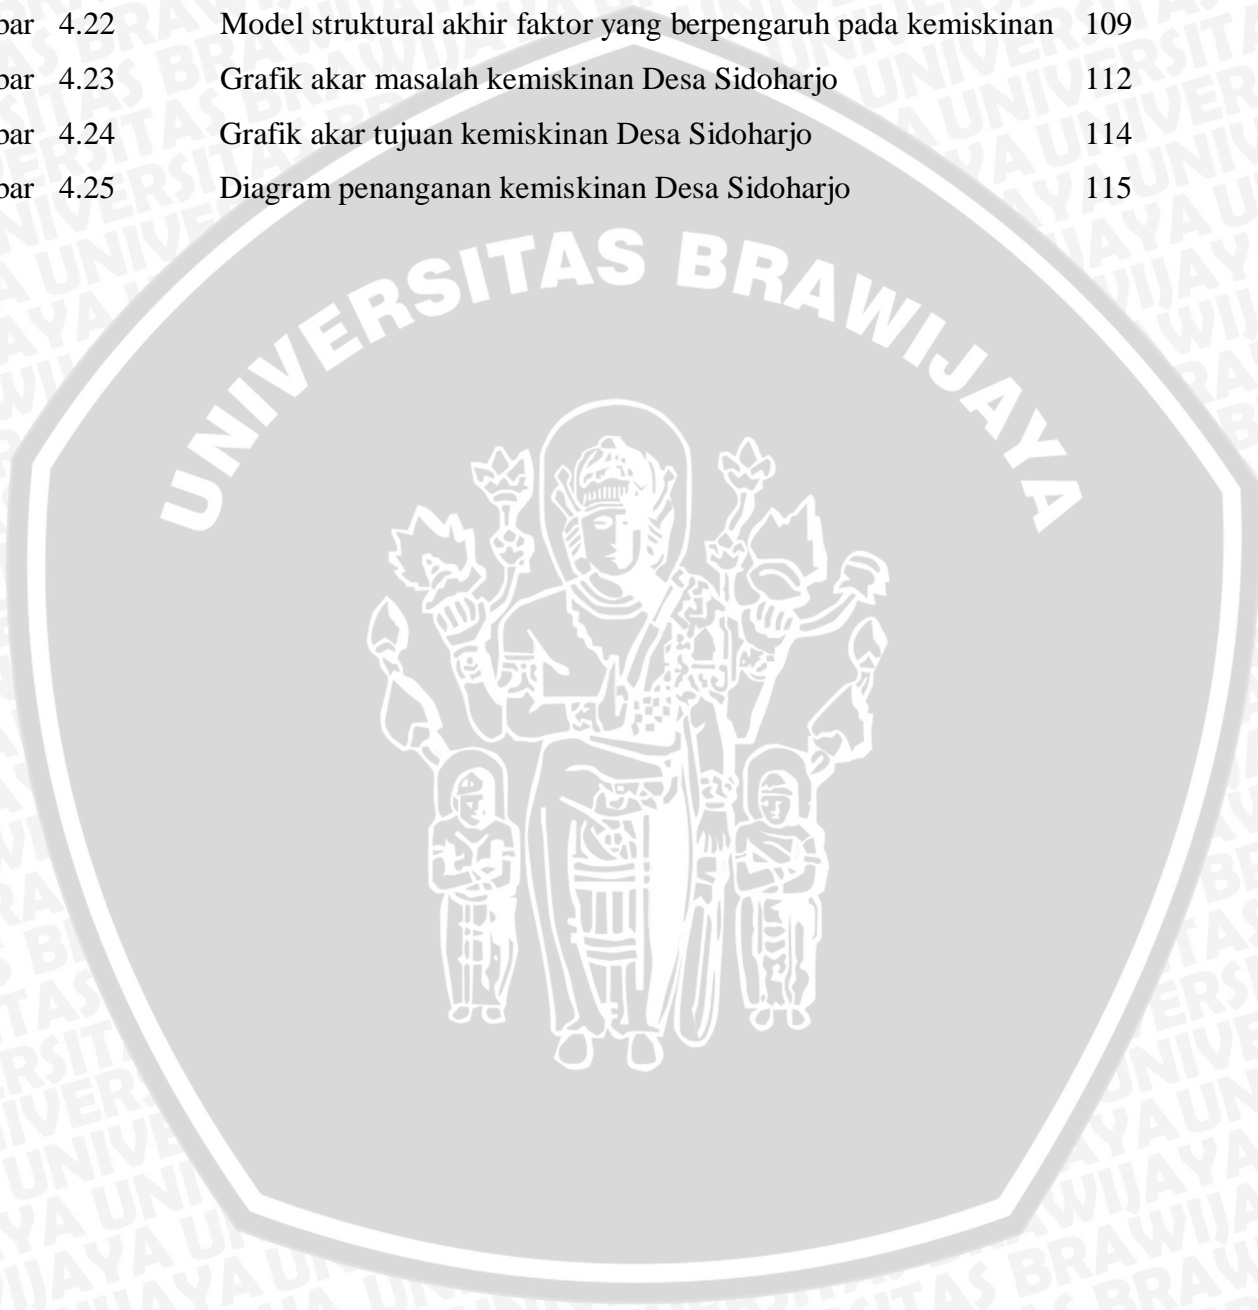 bar 4.22 Model struktural akhir faktor yang berpengaruh pada kemiskinan 109
bar 4.23 Grafik akar masalah kemiskinan Desa Sidoharjo 112
bar 4.24 Grafik akar tujuan kemiskinan Desa Sidoharjo 114
bar 4.25 Diagram penanganan kemiskinan Desa Sidoharjo 115
UNIVERSITAS BRAWIJAYA